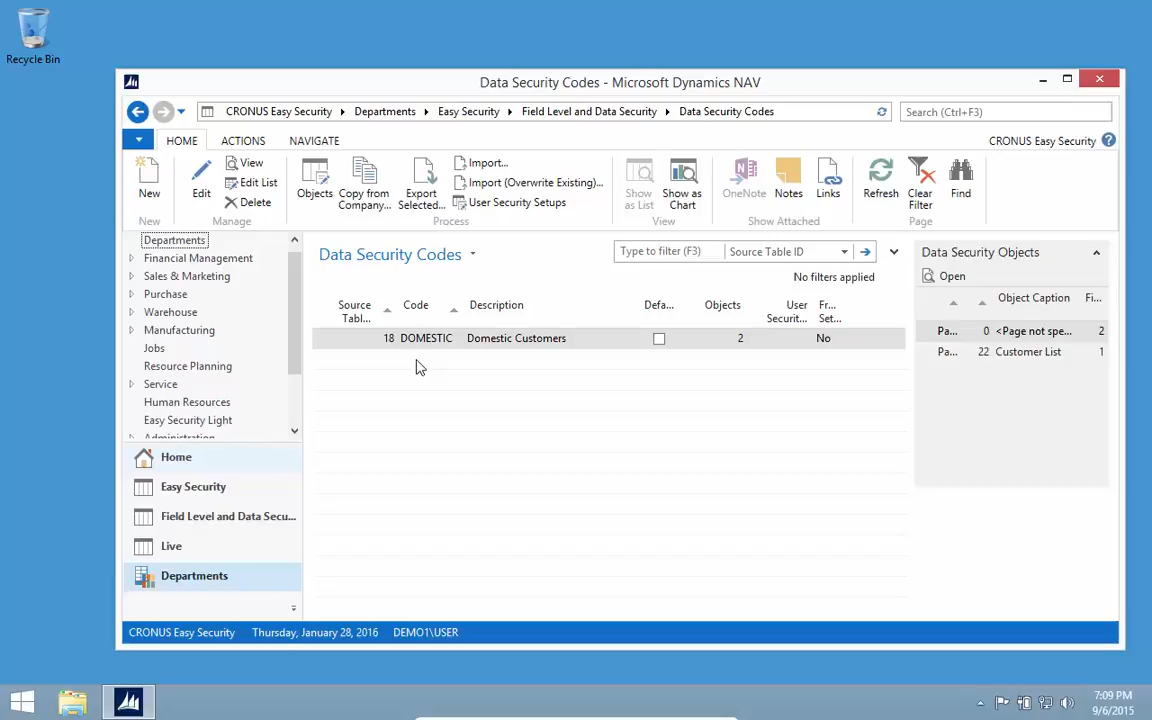 Recycle Bin
Data Security Codes - Microsoft Dynamics NAV
CRONUS Easy Security
Departments
Easy Security
Field Level and Data Security
Data Security Codes
Search (Ctrl+F3)
HOME
ACTIONS
NAVIGATE
CRONUS Easy Security
New
Edit
View
Edit List
Delete
Objects
Copy from Company...
Export Selected...
Import...
Import (Overwrite Existing)...
User Security Setups
Show as List
Show as Chart
OneNote
Notes
Links
Refresh
Clear Filter
Find
New
Manage
Process
View
Show Attached
Page
Departments
Financial Management
Sales & Marketing
Purchase
Warehouse
Manufacturing
Jobs
Resource Planning
Service
Human Resources
Easy Security Light
Administration
Home
Easy Security
Field Level and Data Secu...
Live
Departments
Data Security Codes
Type to filter (F3)
Source Table ID
No filters applied
Source Tabl...
Code
Description
Defa...
Objects
User Securit...
Fr... Set...
18 DOMESTIC Domestic Customers 2 No
Data Security Objects
Open
Object Caption
Fi...
Pa... 0 <Page not spe... 2
Pa... 22 Customer List 1
CRONUS Easy Security
Thursday, January 28, 2016
DEMO1\USER
7:09 PM
9/6/2015